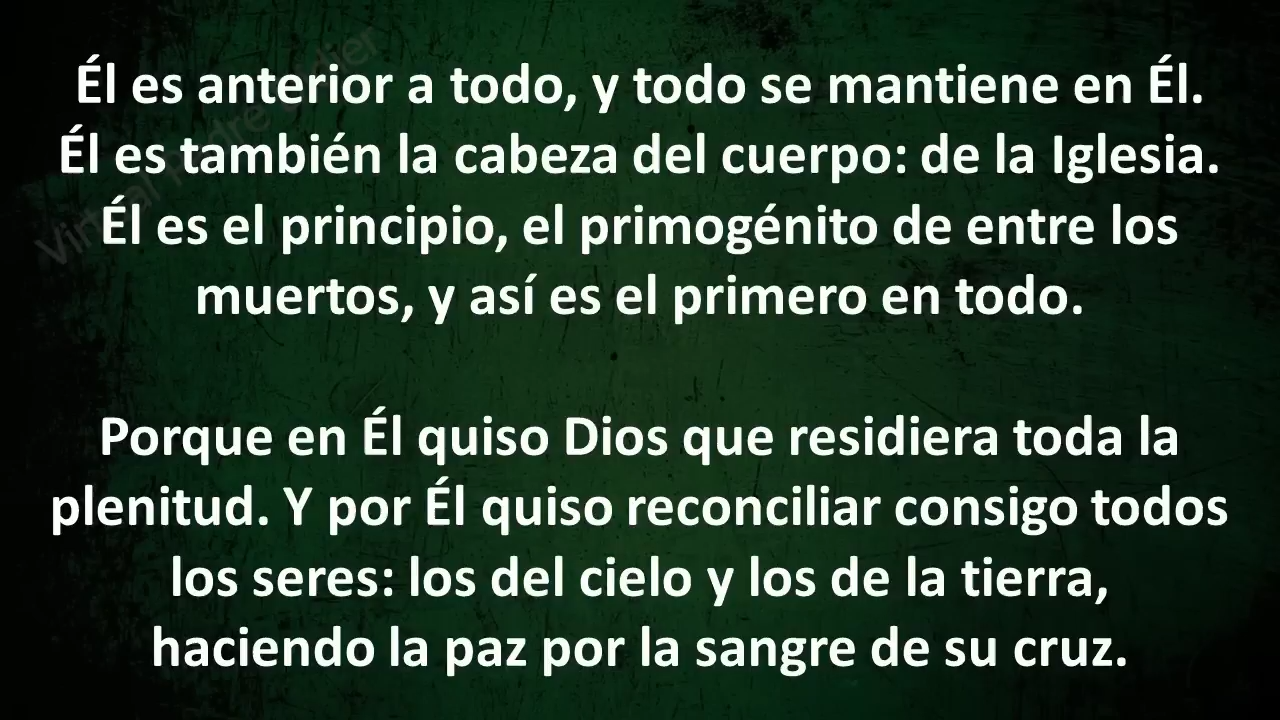 Él es anterior a todo, y todo se mantiene en Él.
Él es también la cabeza del cuerpo: de la Iglesia.
Él es el principio, el primogénito de entre los
muertos, y así es el primero en todo.
Porque en Él quiso Dios que residiera toda la
plenitud. Y por Él quiso reconciliar consigo todos
los seres: los del cielo y los de la tierra,
haciendo la paz por la sangre de su cruz.